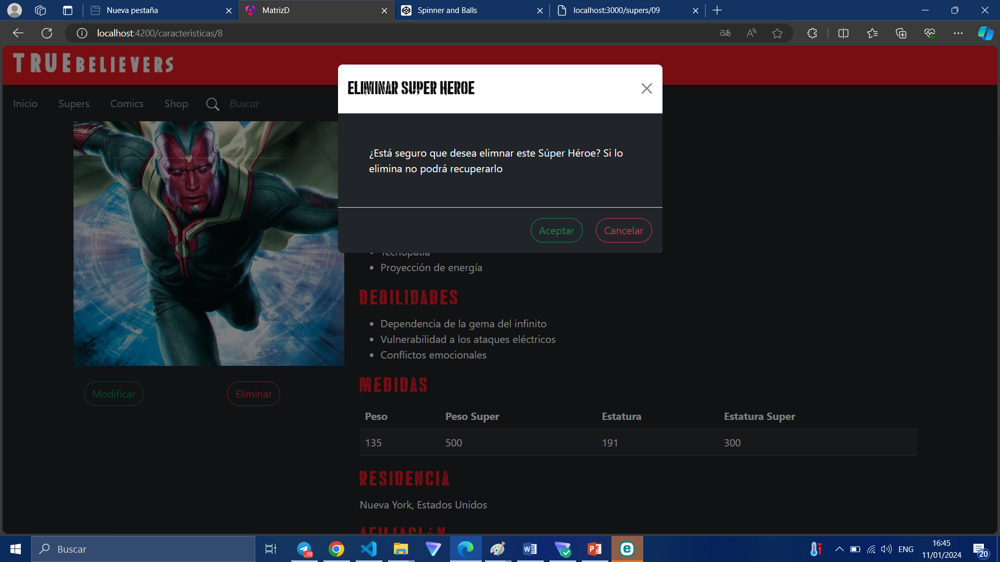 Nueva pestaña
MatrizD
Spinner and Balls
localhost:3000/supers/09
localhost:4200/caracteristicas/8
TRUE BELIEVERS
Inicio
Supers
Comics
Shop
Buscar
ELIMINAR SUPER HEROE
¿Está seguro que desea elimnar este Súper Héroe? Si lo
elimina no podrá recuperarlo
Aceptar
Cancelar
Tecnopatía
Proyección de energía
DEBILIDADES
Dependencia de la gema del infinito
Vulnerabilidad a los ataques eléctricos
Conflictos emocionales
Modificar
Eliminar
MEDIDAS
Peso Peso Super Estatura Estatura Super
135 500 191 300
RESIDENCIA
Nueva York, Estados Unidos
AFILIACIÓN
Buscar
..98
ENG
16:45
11/01/2024
20